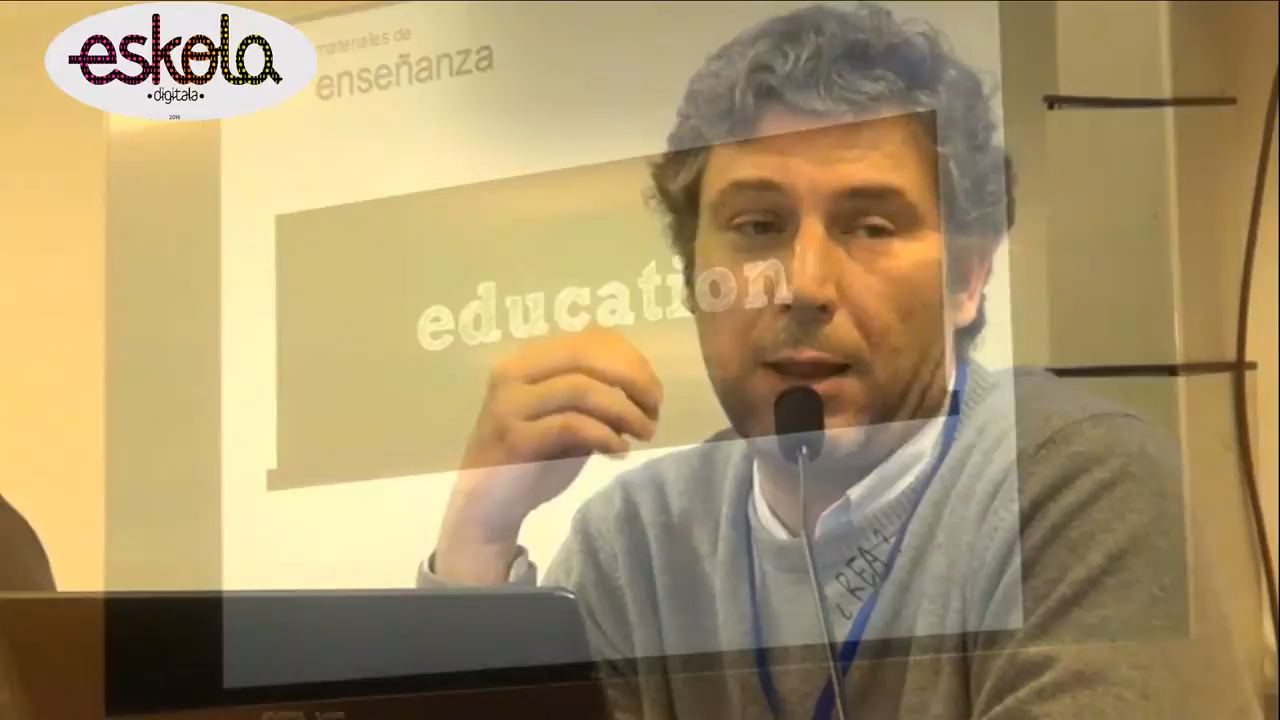 eskola
•digitala•
2016
materiales de
enseñanza
education
¿REA?